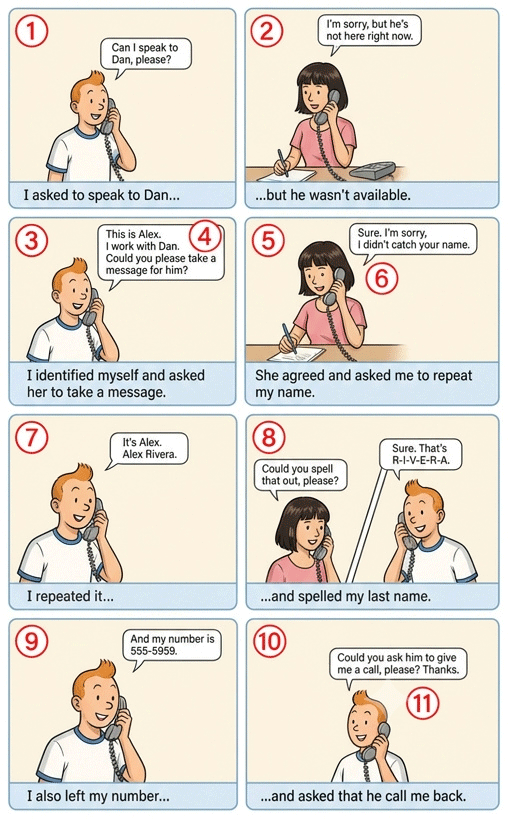 1
Can I speak to
Dan, please?
I asked to speak to Dan...
2
I'm sorry, but he's
not here right now.
...but he wasn't available.
3
This is Alex.
I work with Dan.
Could you please take a
message for him?
4
I identified myself and asked
her to take a message.
5
Sure. I'm sorry,
I didn't catch your name.
6
She agreed and asked me to repeat
my name.
7
It's Alex.
Alex Rivera.
I repeated it...
8
Could you spell
that out, please?
Sure. That's
R-I-V-E-R-A.
...and spelled my last name.
9
And my number is
555-5959.
I also left my number...
10
Could you ask him to give
me a call, please? Thanks.
11
...and asked that he call me back.